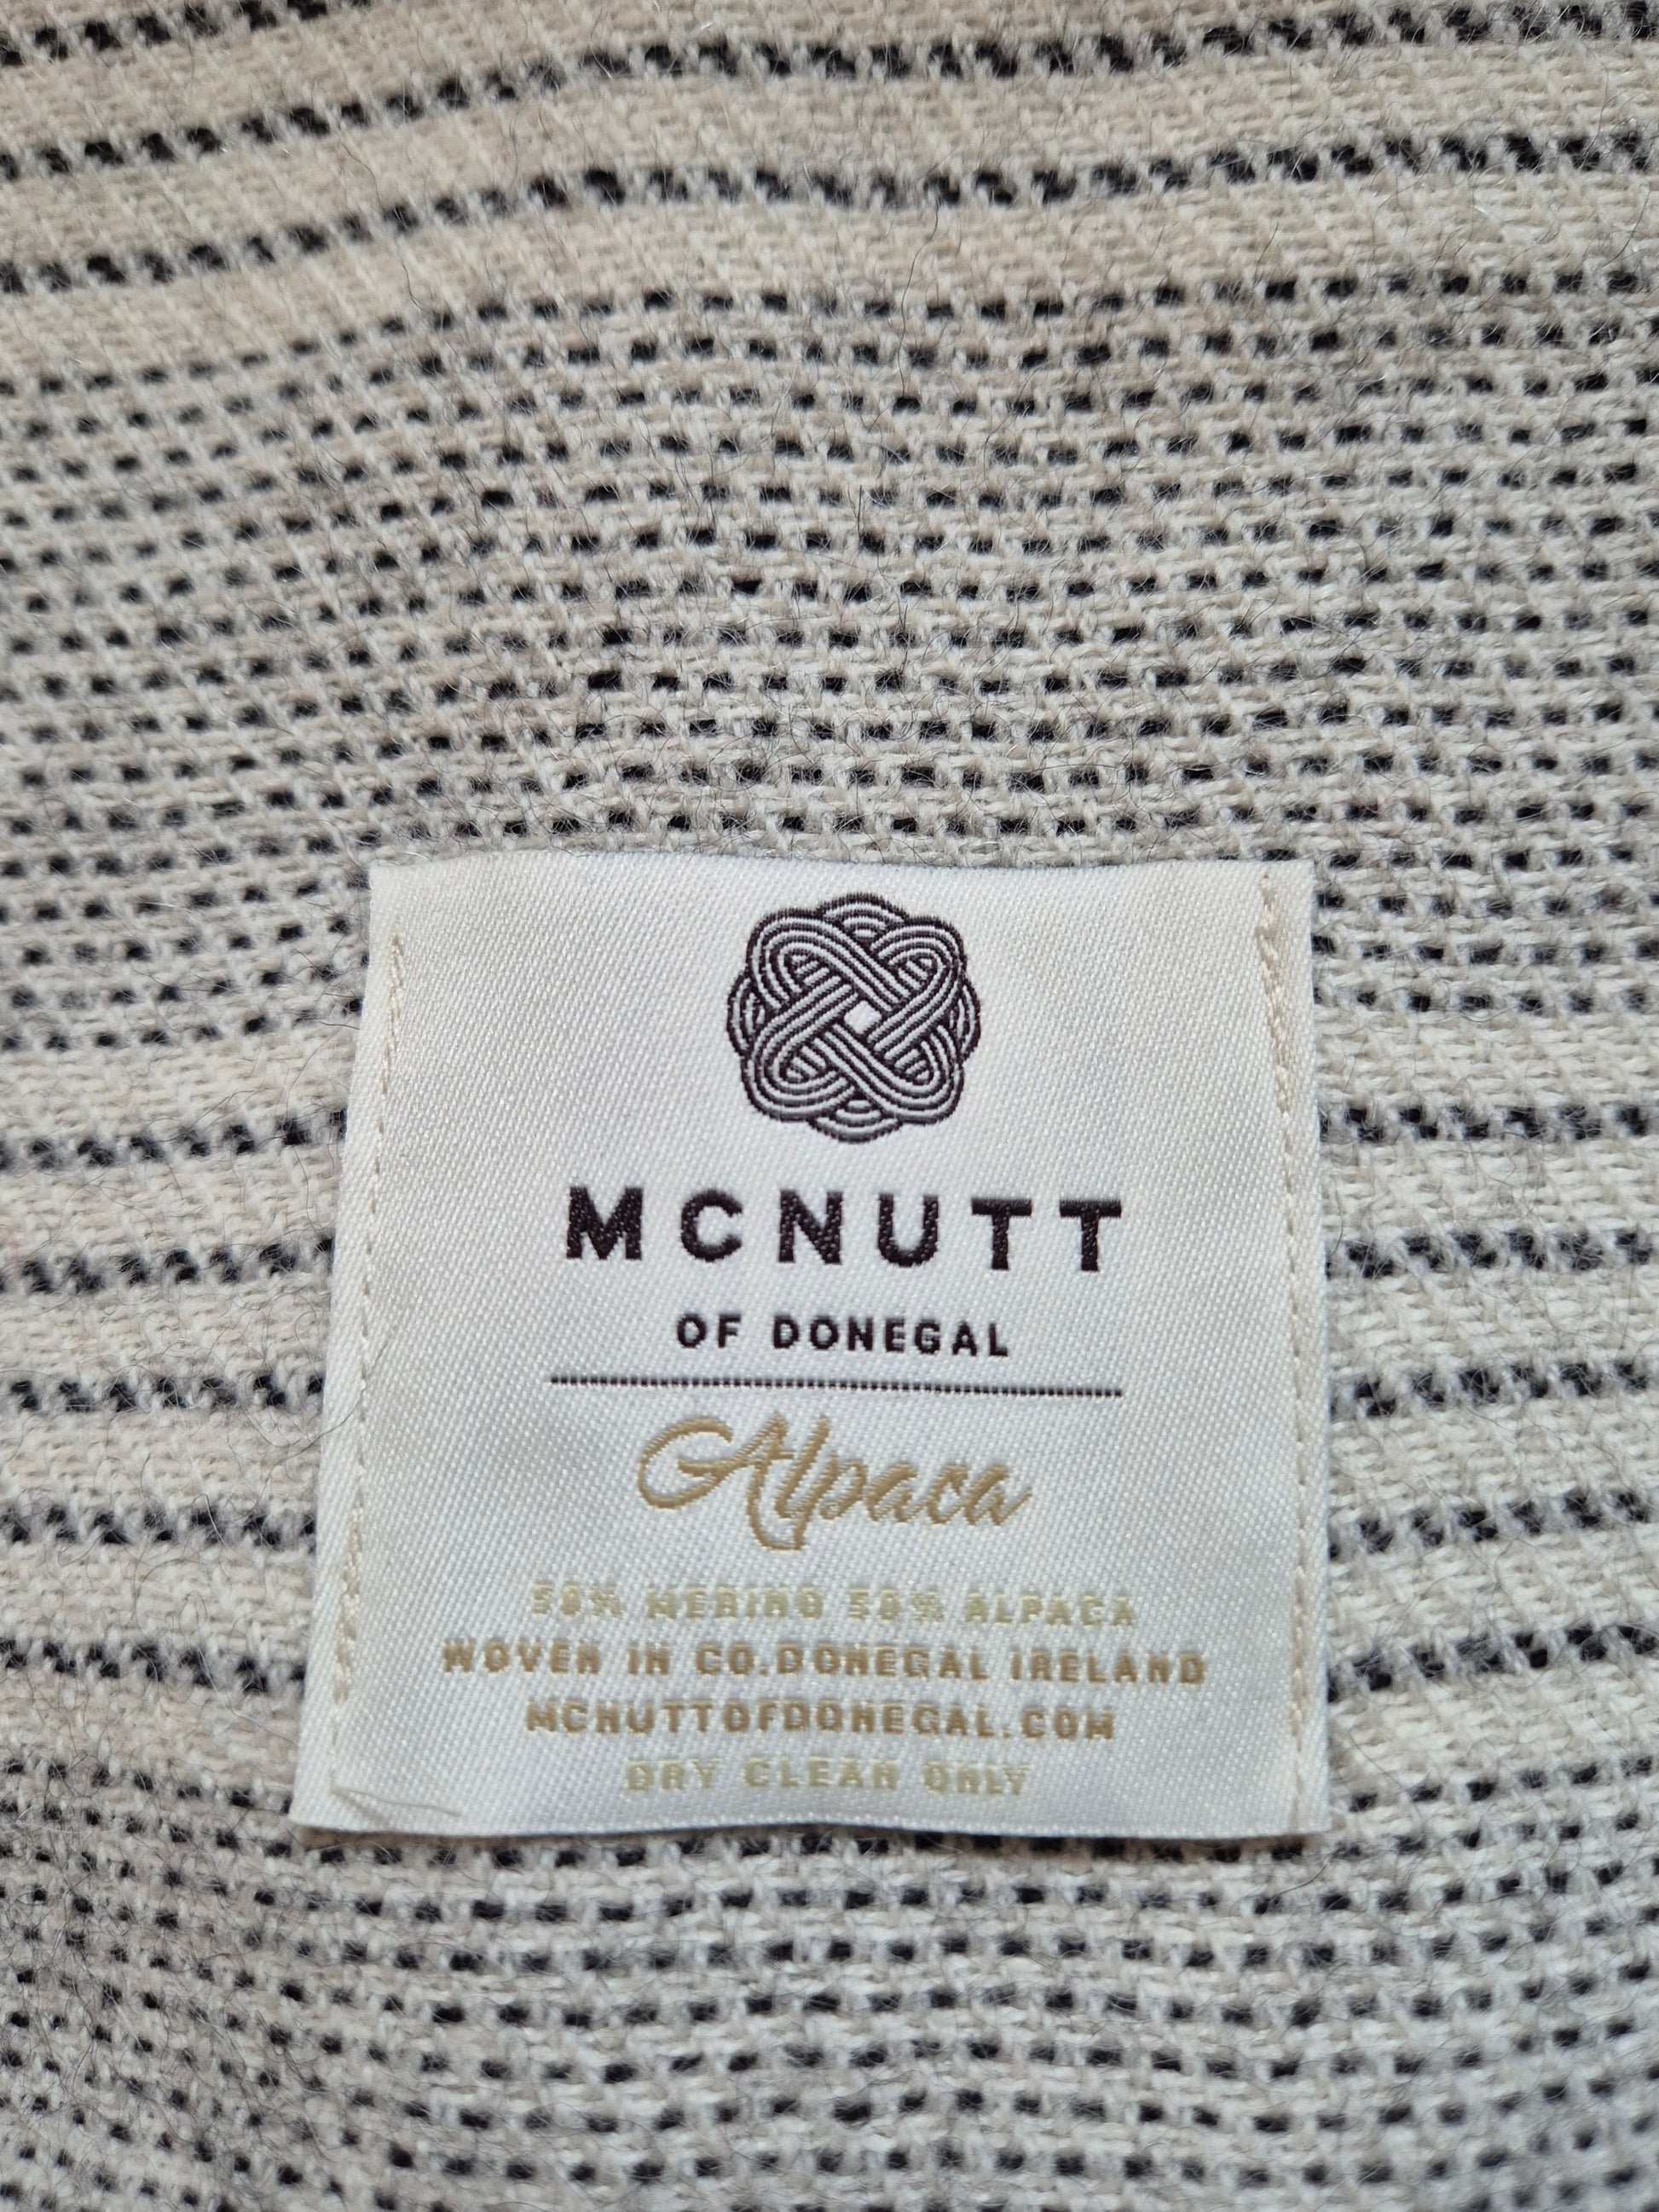 MCNUTT
OF DONEGAL
Alpaca
50% MERINO 50% ALPACA
WOVEN IN CO.DONEGAL IRELAND
MCNUTTOFDONEGAL.COM
DRY CLEAN ONLY